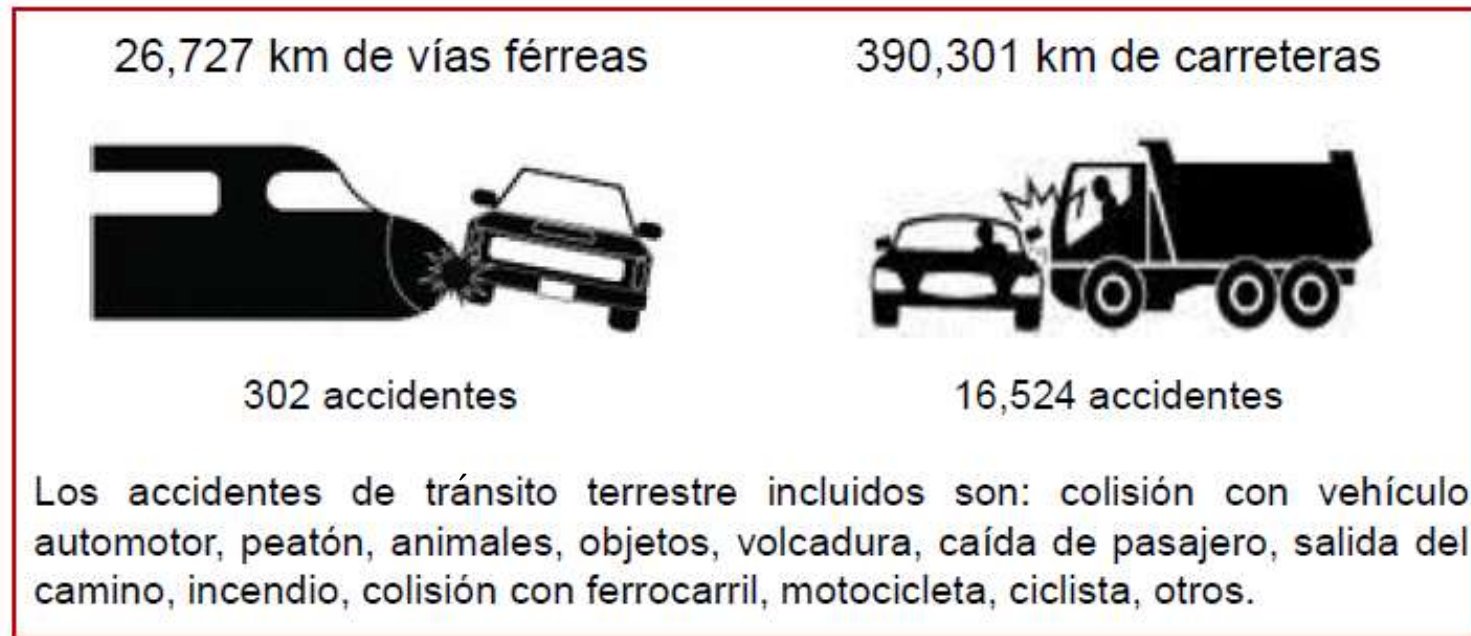 26,727 km de vías férreas
390,301 km de carreteras
302 accidentes
16,524 accidentes
Los accidentes de tránsito terrestre incluidos son: colisión con vehículo
automotor, peatón, animales, objetos, volcadura, caída de pasajero, salida del
camino, incendio, colisión con ferrocarril, motocicleta, ciclista, otros.